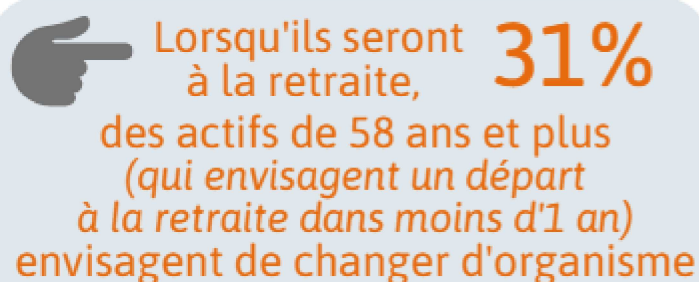 Lorsqu'ils seront
à la retraite, 31%
des actifs de 58 ans et plus
(qui envisagent un départ
à la retraite dans moins d'1 an)
envisagent de changer d'organisme